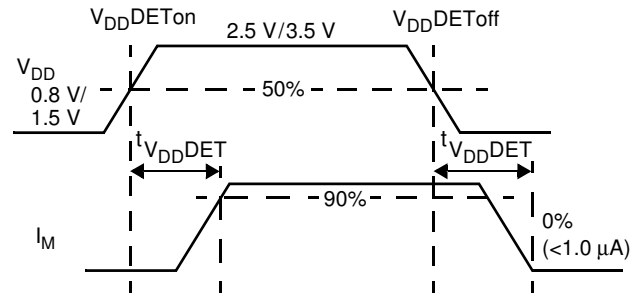 VDDDETon
VDDDEToff
2.5 V/3.5 V
VDD
0.8 V/
1.5 V
50%
tVDDDET
tVDDDET
90%
IM
0%
(<1.0 µA)